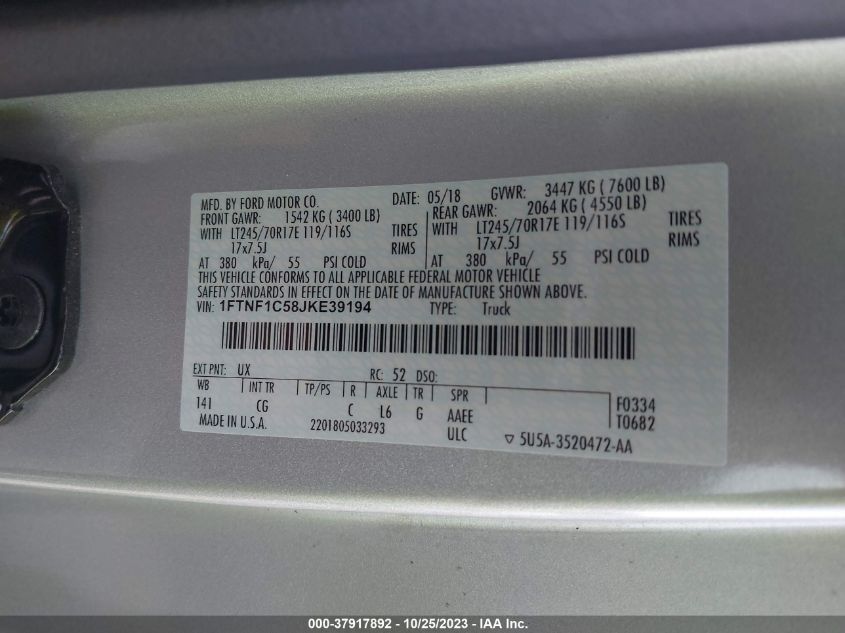 MFD. BY FORD MOTOR CO. DATE: 05/18 GVWR: 3447 KG ( 7600 LB)
FRONT GAWR: 1542 KG ( 3400 LB) REAR GAWR: 2064 KG ( 4550 LB)
WITH LT245/70R17E 119/116S TIRES WITH LT245/70R17E 119/116S TIRES
17x7.5J RIMS 17x7.5J RIMS
AT 380 kPa/ 55 PSI COLD AT 380 kPa/ 55 PSI COLD
THIS VEHICLE CONFORMS TO ALL APPLICABLE FEDERAL MOTOR VEHICLE
SAFETY STANDARDS IN EFFECT ON THE DATE OF MANUFACTURE SHOWN ABOVE.
VIN: 1FTNF1C58JKE39194 TYPE: Truck
EXT PNT: UX RC: 52 DSO:
WB INT TR TP/PS R AXLE TR SPR
141 CG C L6 G AAEE F0334
MADE IN U.S.A. 2201805033293 ULC T0682
▽ 5U5A-3520472-AA
000-37917892 - 10/25/2023 - IAA Inc.